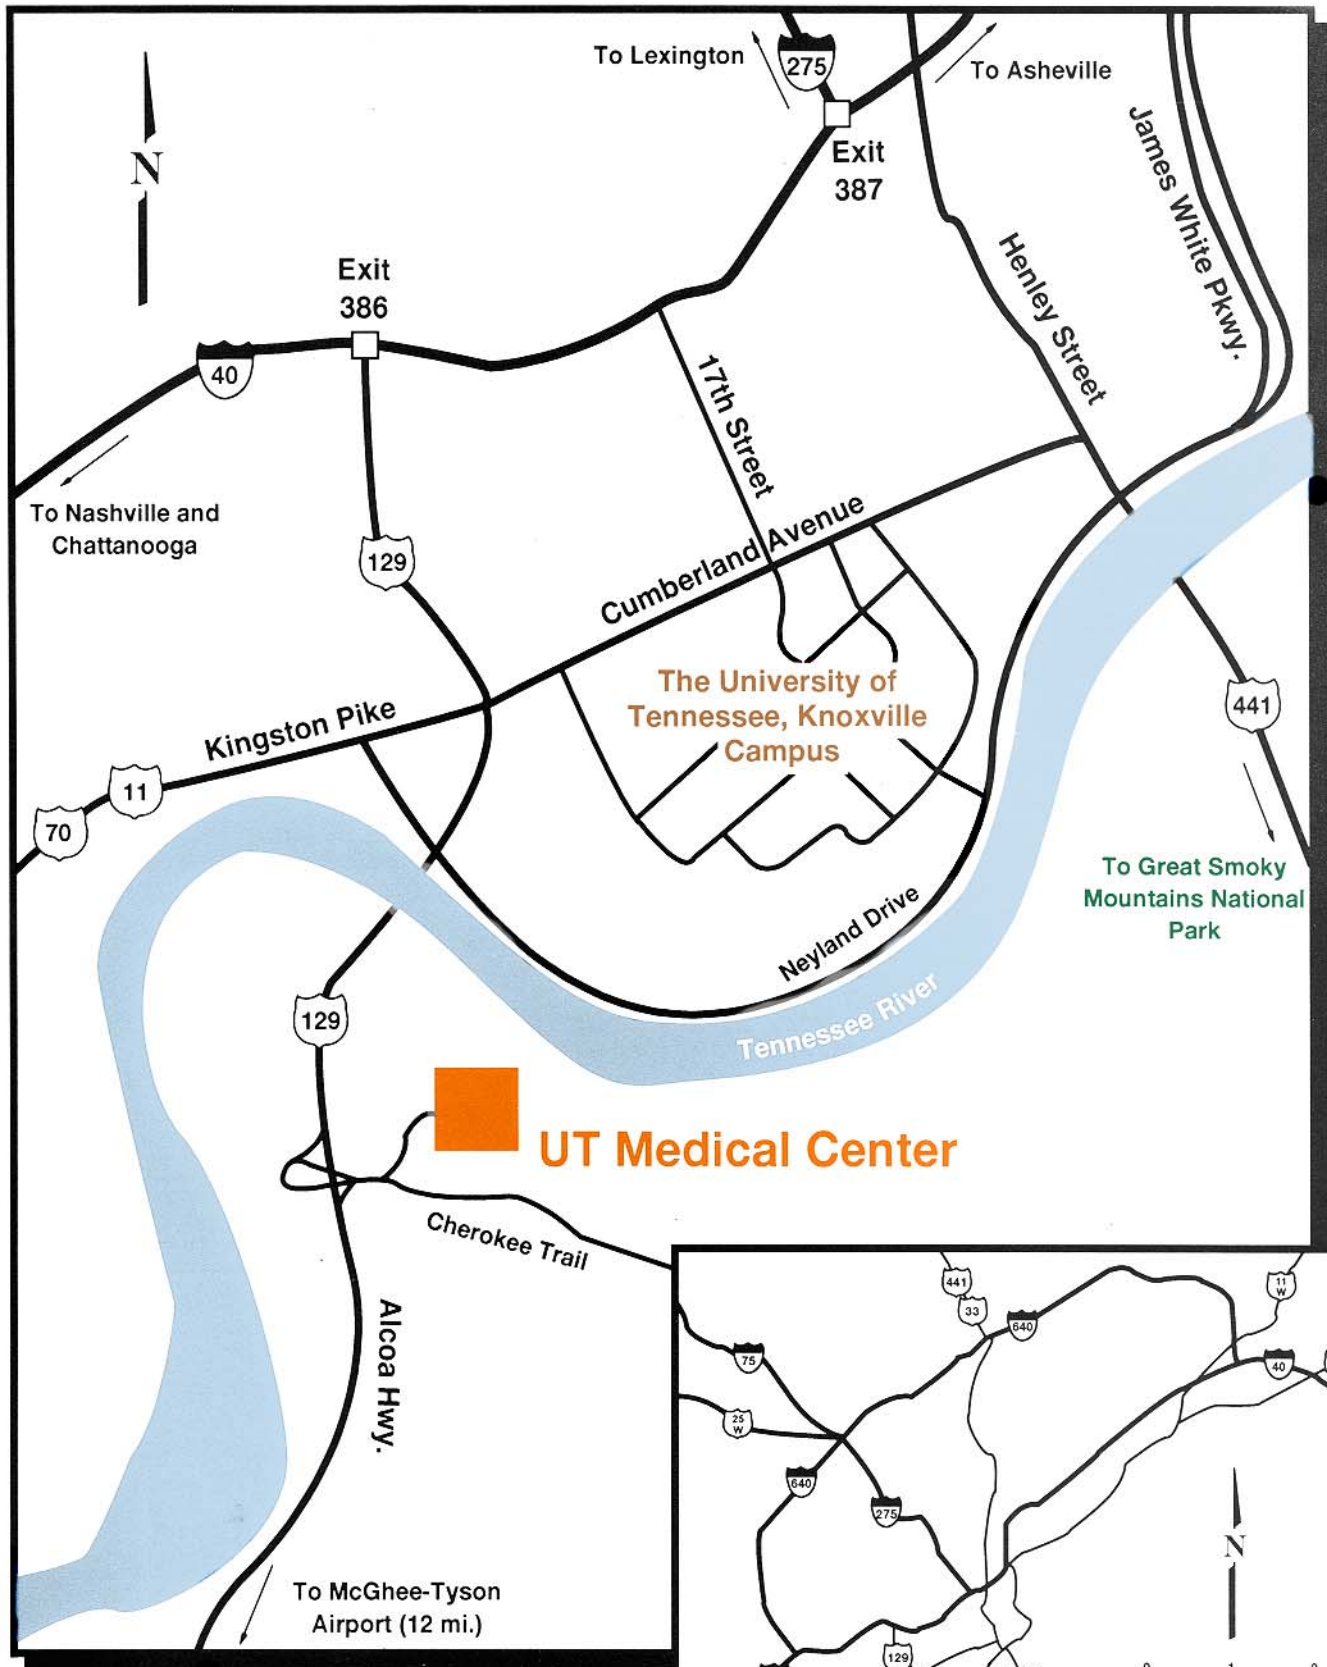 To Lexington
275
To Asheville
N
Exit
387
James White Pkwy.
Henley Street
Exit
386
40
17th Street
To Nashville and
Chattanooga
129
Cumberland Avenue
The University of
Tennessee, Knoxville
Campus
441
Kingston Pike
11
70
To Great Smoky
Mountains National
Park
Neyland Drive
Tennessee River
129
UT Medical Center
Cherokee Trail
Alcoa Hwy.
To McGhee-Tyson
Airport (12 mi.)
441
33
640
11
W
75
40
25
W
640
275
N
129